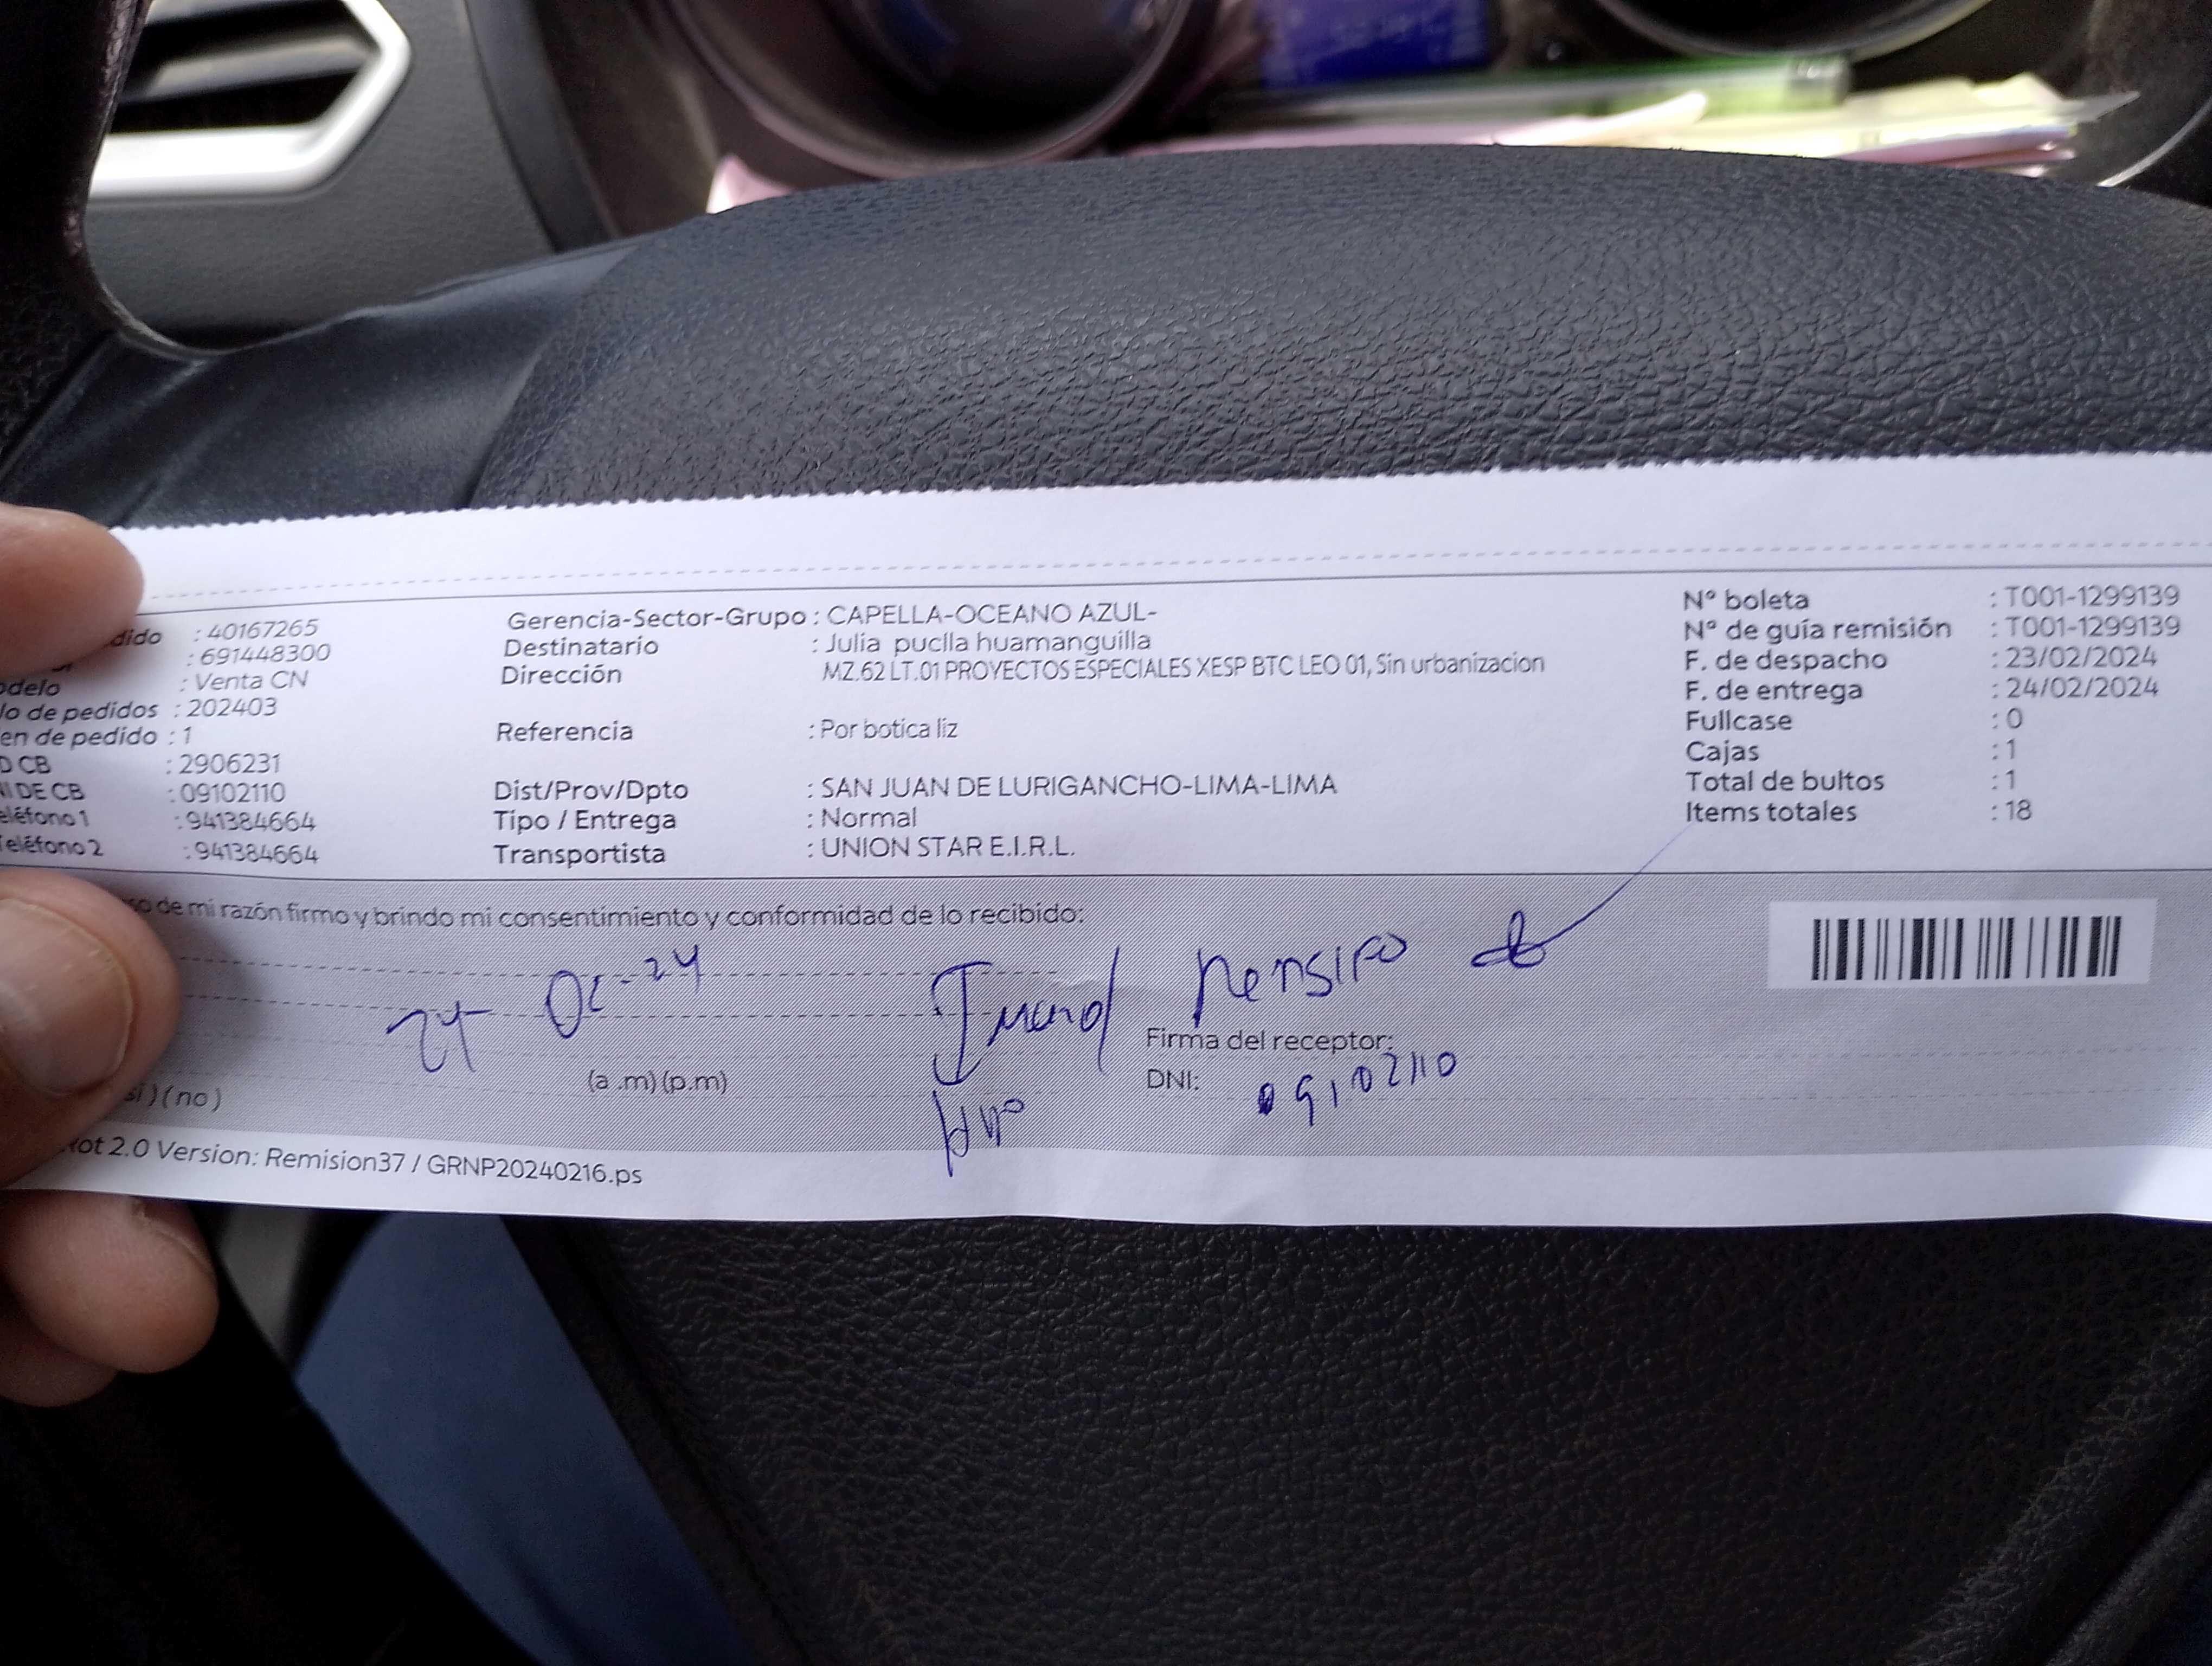 dido : 40167265
: 691448300
odelo : Venta CN
lo de pedidos : 202403
en de pedido : 1
D CB : 2906231
NI DE CB : 09102110
eléfono 1 : 941384664
Teléfono 2 : 941384664
Gerencia-Sector-Grupo : CAPELLA-OCEANO AZUL-
Destinatario : Julia puclla huamanguilla
Dirección MZ.62 LT.01 PROYECTOS ESPECIALES XESP BTC LEO 01, Sin urbanizacion
Referencia : Por botica liz
Dist/Prov/Dpto : SAN JUAN DE LURIGANCHO-LIMA-LIMA
Tipo / Entrega : Normal
Transportista : UNION STAR E.I.R.L.
N° boleta : T001-1299139
N° de guía remisión : T001-1299139
F. de despacho : 23/02/2024
F. de entrega : 24/02/2024
Fullcase : 0
Cajas : 1
Total de bultos : 1
Items totales : 18
so de mi razón firmo y brindo mi consentimiento y conformidad de lo recibido:
24 02-24
Firma del receptor:
(a .m) (p.m)
DNI: 09102110
si ) ( no )
Rot 2.0 Version: Remision37 / GRNP20240216.ps